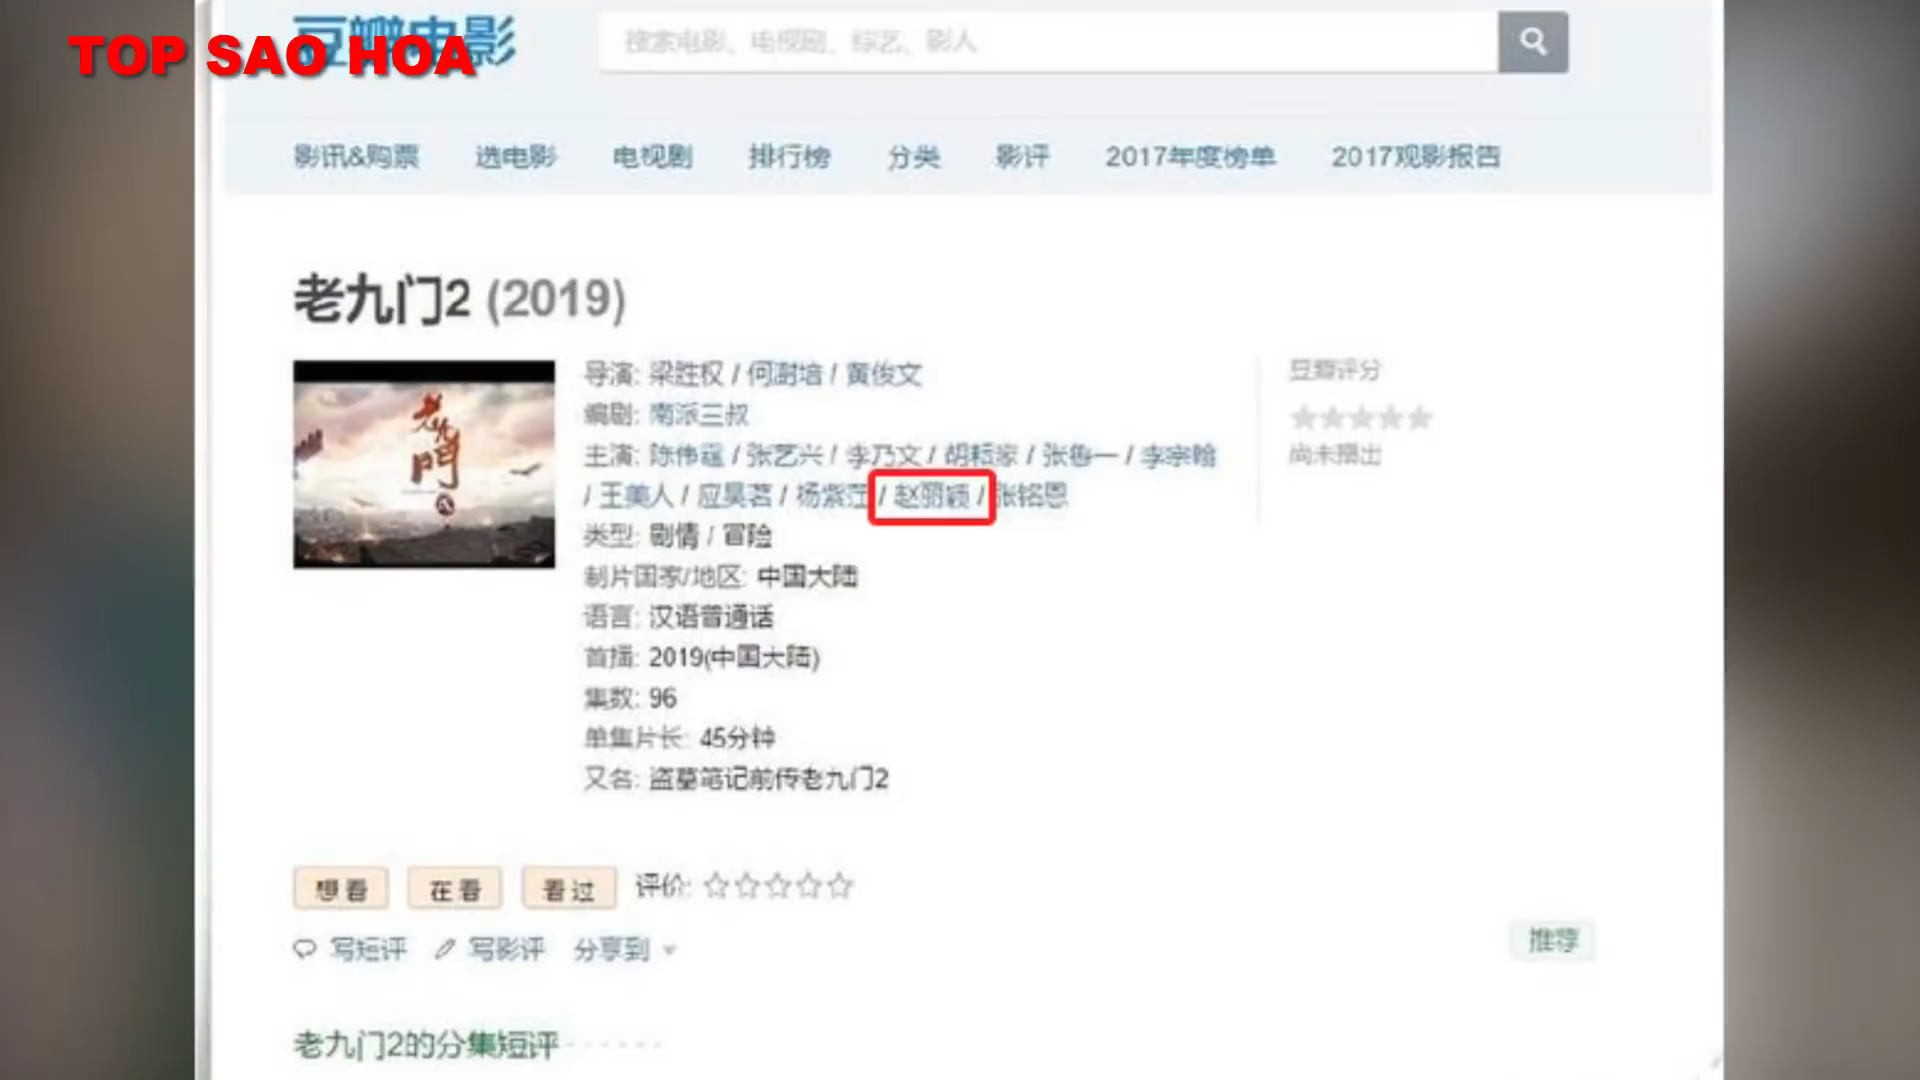 豆瓣电影
TOP SAO HOA
搜索电影、电视剧、综艺、影人
影讯&购票 选电影 电视剧 排行榜 分类 影评 2017年度榜单 2017观影报告
老九门2 (2019)
老九門
导演: 梁胜权 / 何澍培 / 黄俊文
编剧: 南派三叔
主演: 陈伟霆 / 张艺兴 / 李乃文 / 胡耘豪 / 张鲁一 / 李宗翰
/ 王美人 / 应昊茗 / 杨紫茳 / 赵丽颖 / 张铭恩
类型: 剧情 / 冒险
制片国家/地区: 中国大陆
语言: 汉语普通话
首播: 2019(中国大陆)
集数: 96
单集片长: 45分钟
又名: 盗墓笔记前传老九门2
豆瓣评分
尚未播出
想看 在看 看过 评价:
写短评 写影评 分享到
推荐
老九门2的分集短评 · · · · · ·